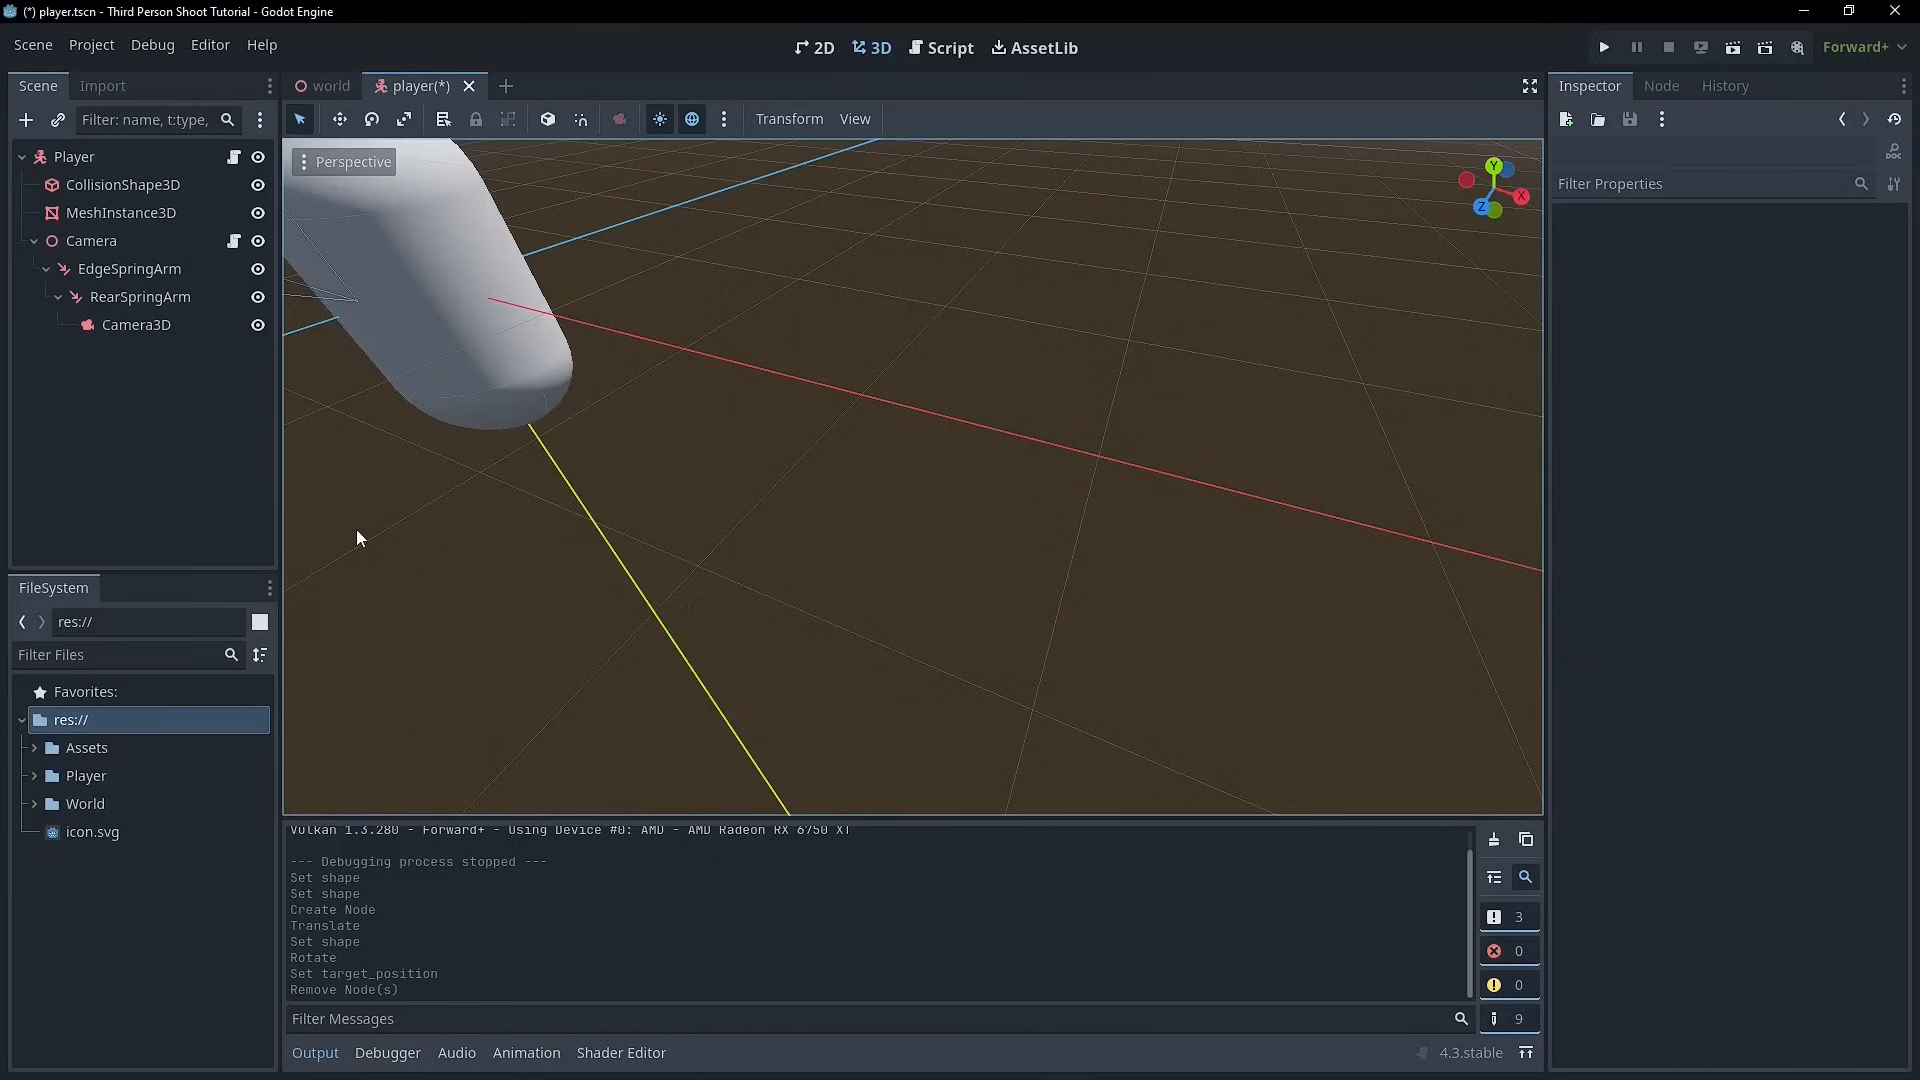 (*) player.tscn - Third Person Shoot Tutorial - Godot Engine
Scene Project Debug Editor Help
2D 3D Script AssetLib
Forward+
Scene Import
world player(*)
Inspector Node History
Filter: name, t:type,
Transform View
Perspective
Player
CollisionShape3D
MeshInstance3D
Camera
EdgeSpringArm
RearSpringArm
Camera3D
Y
X
Z
DOC
Filter Properties
FileSystem
res://
Filter Files
Favorites:
res://
Assets
Player
World
icon.svg
Vulkan 1.3.280 - Forward+ - Using Device #0: AMD - AMD Radeon RX 6750 XT
--- Debugging process stopped ---
Set shape
Set shape
Create Node
Translate
Set shape
Rotate
Set target_position
Remove Node(s)
3
0
0
9
Filter Messages
Output Debugger Audio Animation Shader Editor
4.3.stable